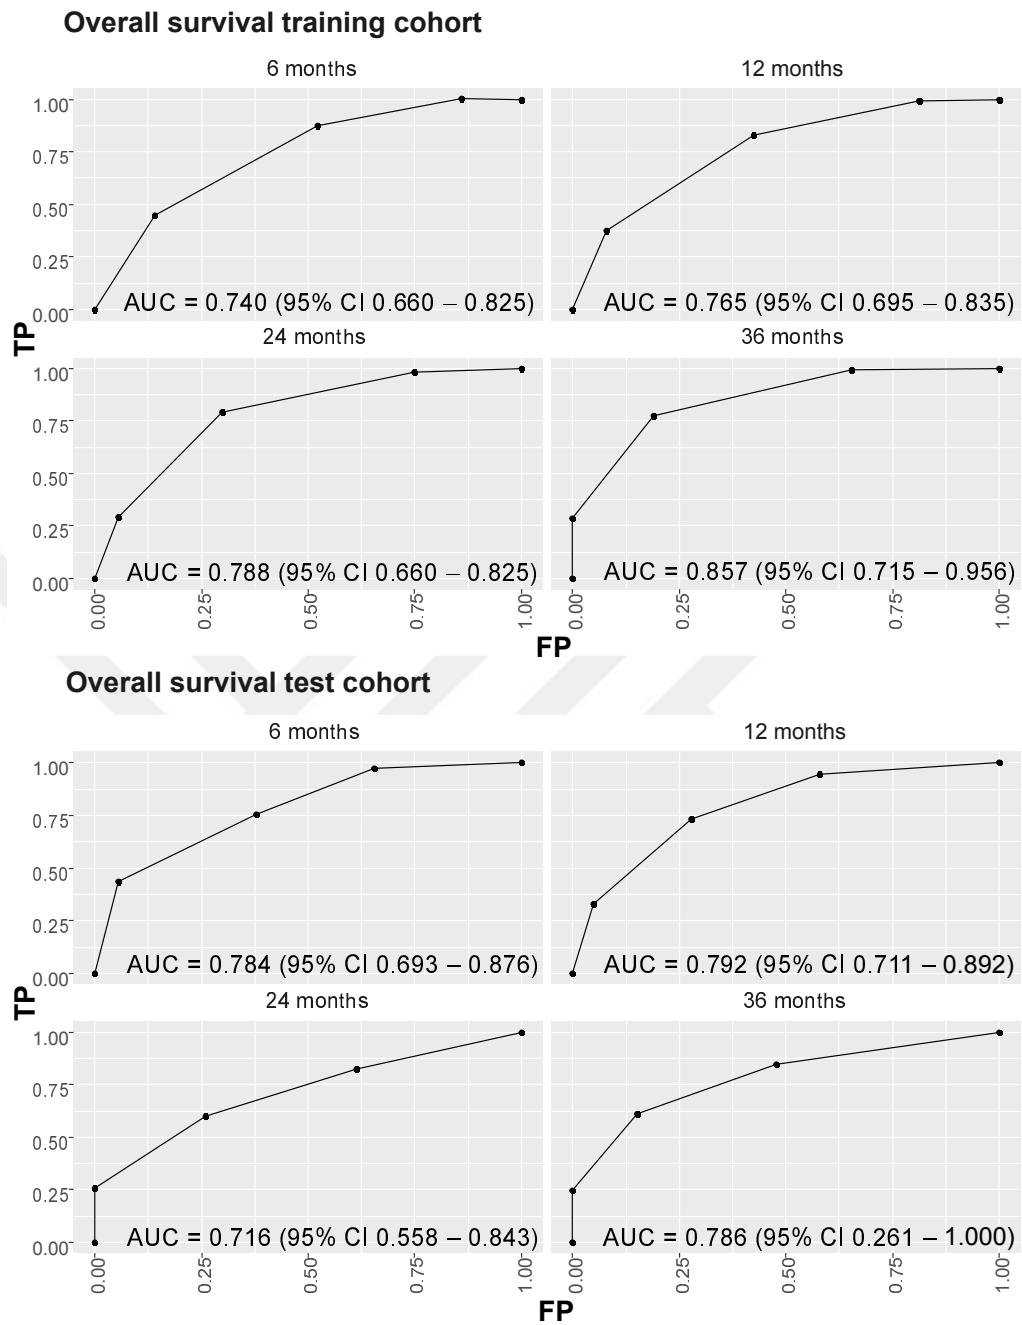 Overall survival training cohort
6 months
12 months
1.00
0.75
0.50
0.25
0.00
AUC = 0.740 (95% CI 0.660 – 0.825)
AUC = 0.765 (95% CI 0.695 – 0.835)
TP
24 months
36 months
1.00
0.75
0.50
0.25
0.00
AUC = 0.788 (95% CI 0.660 – 0.825)
AUC = 0.857 (95% CI 0.715 – 0.956)
0.00
0.25
0.50
0.75
1.00
0.00
0.25
0.50
0.75
1.00
FP
Overall survival test cohort
6 months
12 months
1.00
0.75
0.50
0.25
0.00
AUC = 0.784 (95% CI 0.693 – 0.876)
AUC = 0.792 (95% CI 0.711 – 0.892)
TP
24 months
36 months
1.00
0.75
0.50
0.25
0.00
AUC = 0.716 (95% CI 0.558 – 0.843)
AUC = 0.786 (95% CI 0.261 – 1.000)
0.00
0.25
0.50
0.75
1.00
0.00
0.25
0.50
0.75
1.00
FP